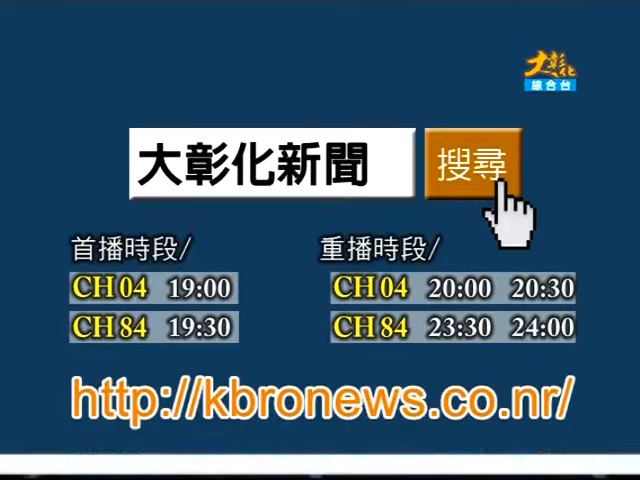 大彰化
綜合台
大彰化新聞 搜尋
首播時段/ 重播時段/
CH04 19:00 CH04 20:00 20:30
CH84 19:30 CH84 23:30 24:00
http://kbronews.co.nr/